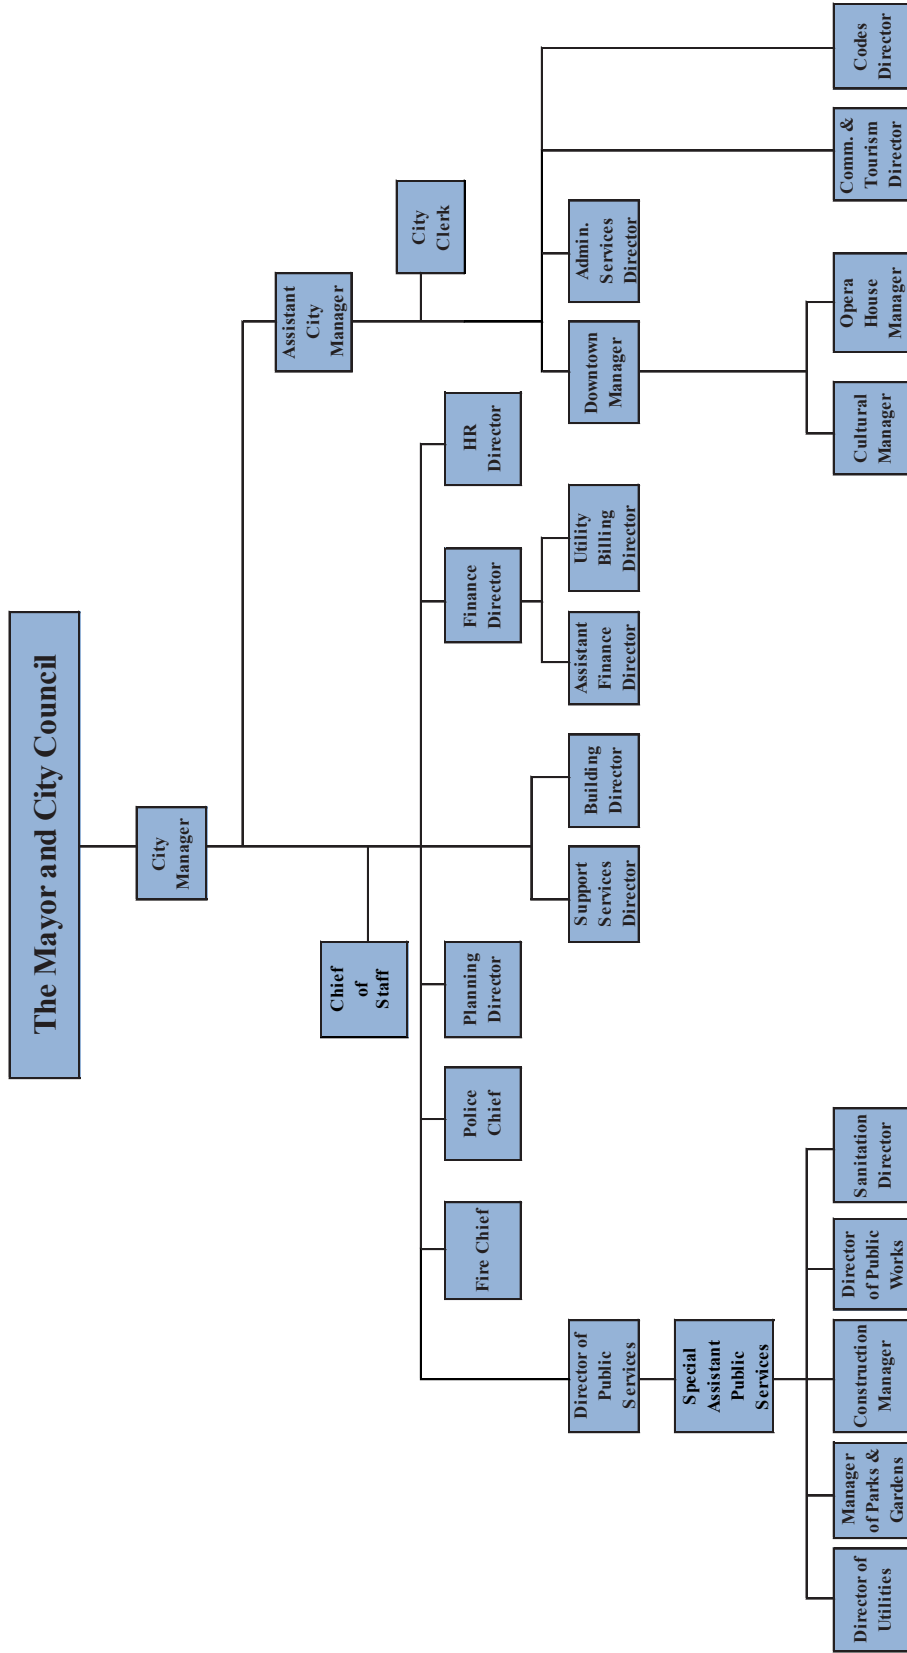 The Mayor and City Council
City
Manager
Assistant
City
Manager
Chief
of
Staff
City
Clerk
Fire Chief
Police
Chief
Planning
Director
Finance
Director
HR
Director
Director of
Public
Services
Support
Services
Director
Building
Director
Assistant
Finance
Director
Utility
Billing
Director
Downtown
Manager
Admin.
Services
Director
Special
Assistant
Public
Services
Director of
Utilities
Manager
of Parks &
Gardens
Construction
Manager
Director
of Public
Works
Sanitation
Director
Cultural
Manager
Opera
House
Manager
Comm. &
Tourism
Director
Codes
Director